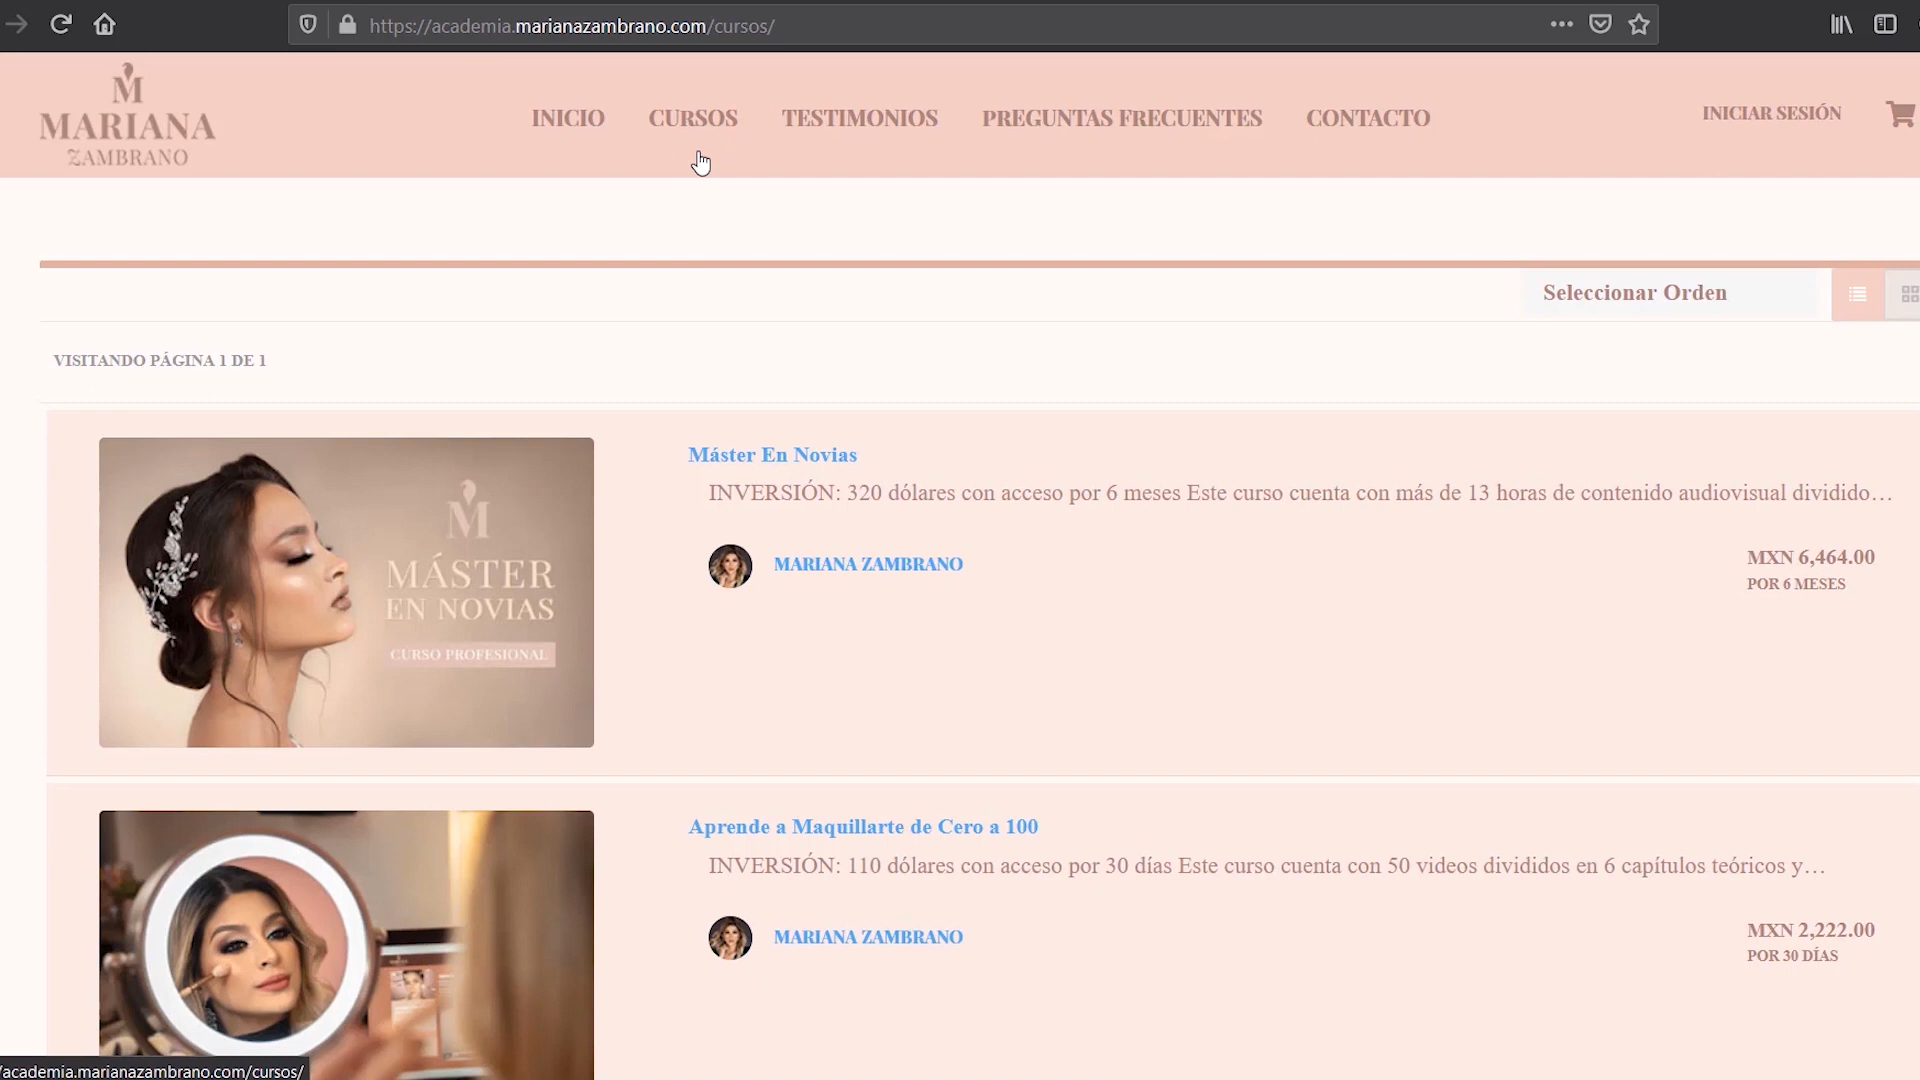 https://academia.marianazambrano.com/cursos/
M
MARIANA
ZAMBRANO
INICIO
CURSOS
TESTIMONIOS
PREGUNTAS FRECUENTES
CONTACTO
INICIAR SESIÓN
Seleccionar Orden
VISITANDO PÁGINA 1 DE 1
M
MÁSTER
EN NOVIAS
CURSO PROFESIONAL
Máster En Novias
INVERSIÓN: 320 dólares con acceso por 6 meses Este curso cuenta con más de 13 horas de contenido audiovisual dividido…
MARIANA ZAMBRANO
MXN 6,464.00
POR 6 MESES
Aprende a Maquillarte de Cero a 100
INVERSIÓN: 110 dólares con acceso por 30 días Este curso cuenta con 50 videos divididos en 6 capítulos teóricos y…
MARIANA ZAMBRANO
MXN 2,222.00
POR 30 DÍAS
/academia.marianazambrano.com/cursos/